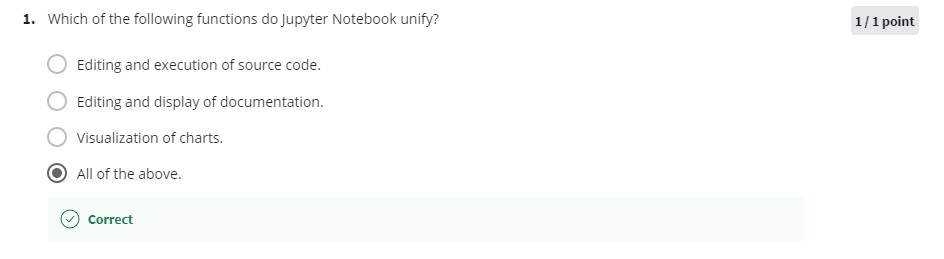 1. Which of the following functions do Jupyter Notebook unify?
1 / 1 point
Editing and execution of source code.
Editing and display of documentation.
Visualization of charts.
All of the above.
Correct